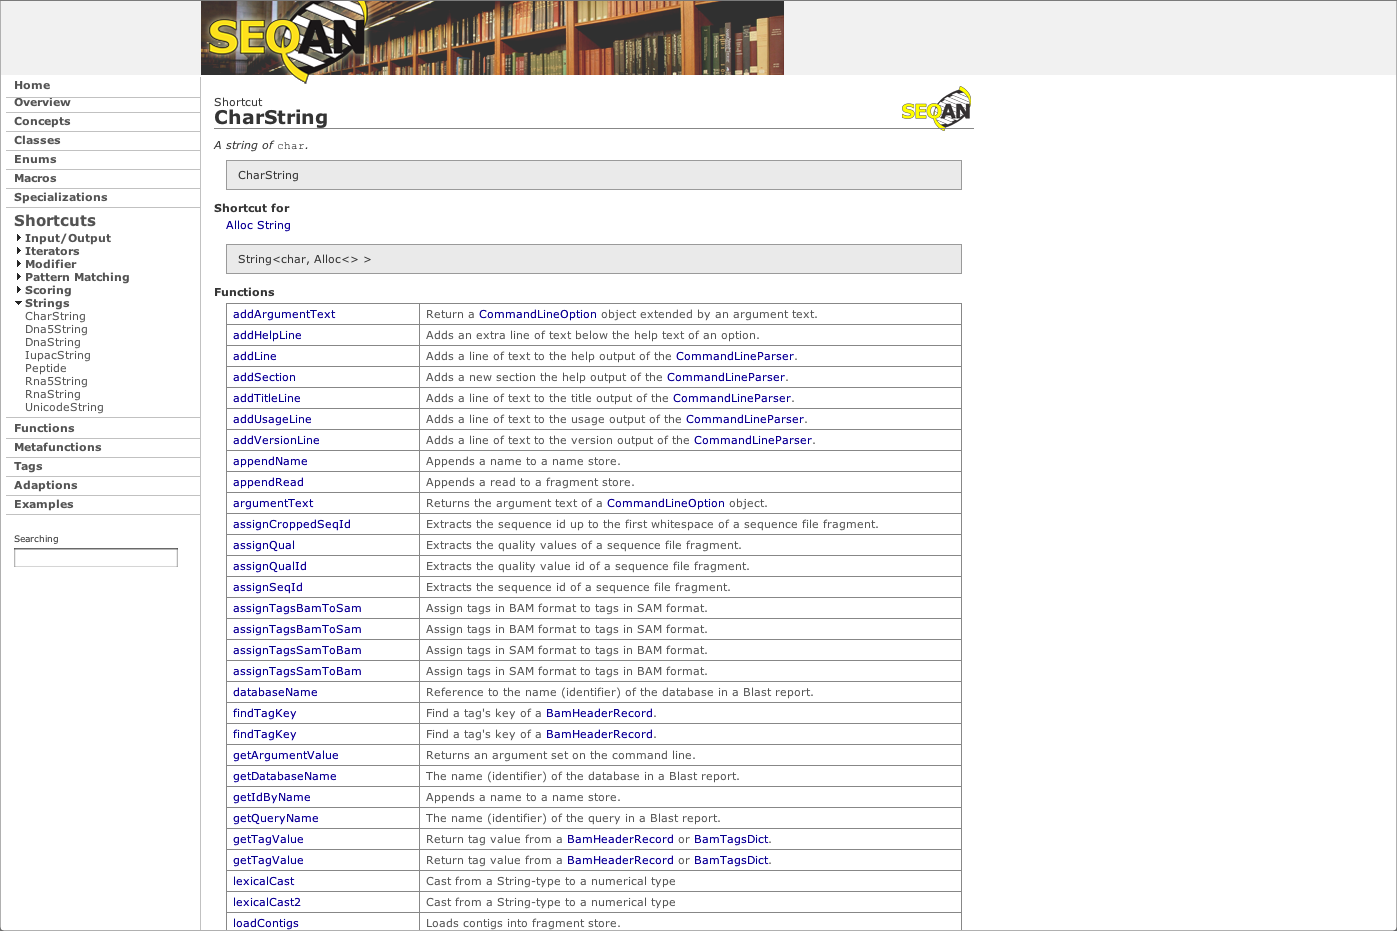 SEQAN
Home
Overview
Concepts
Classes
Enums
Macros
Specializations
Shortcuts
Input/Output
Iterators
Modifier
Pattern Matching
Scoring
Strings
CharString
Dna5String
DnaString
IupacString
Peptide
Rna5String
RnaString
UnicodeString
Functions
Metafunctions
Tags
Adaptions
Examples
Searching
Shortcut
CharString
SEQAN
A string of char.
CharString
Shortcut for
Alloc String
String<char, Alloc<> >
Functions
addArgumentText Return a CommandLineOption object extended by an argument text.
addHelpLine Adds an extra line of text below the help text of an option.
addLine Adds a line of text to the help output of the CommandLineParser.
addSection Adds a new section the help output of the CommandLineParser.
addTitleLine Adds a line of text to the title output of the CommandLineParser.
addUsageLine Adds a line of text to the usage output of the CommandLineParser.
addVersionLine Adds a line of text to the version output of the CommandLineParser.
appendName Appends a name to a name store.
appendRead Appends a read to a fragment store.
argumentText Returns the argument text of a CommandLineOption object.
assignCroppedSeqId Extracts the sequence id up to the first whitespace of a sequence file fragment.
assignQual Extracts the quality values of a sequence file fragment.
assignQualId Extracts the quality value id of a sequence file fragment.
assignSeqId Extracts the sequence id of a sequence file fragment.
assignTagsBamToSam Assign tags in BAM format to tags in SAM format.
assignTagsBamToSam Assign tags in BAM format to tags in SAM format.
assignTagsSamToBam Assign tags in SAM format to tags in BAM format.
assignTagsSamToBam Assign tags in SAM format to tags in BAM format.
databaseName Reference to the name (identifier) of the database in a Blast report.
findTagKey Find a tag's key of a BamHeaderRecord.
findTagKey Find a tag's key of a BamHeaderRecord.
getArgumentValue Returns an argument set on the command line.
getDatabaseName The name (identifier) of the database in a Blast report.
getIdByName Appends a name to a name store.
getQueryName The name (identifier) of the query in a Blast report.
getTagValue Return tag value from a BamHeaderRecord or BamTagsDict.
getTagValue Return tag value from a BamHeaderRecord or BamTagsDict.
lexicalCast Cast from a String-type to a numerical type
lexicalCast2 Cast from a String-type to a numerical type
loadContigs Loads contigs into fragment store.